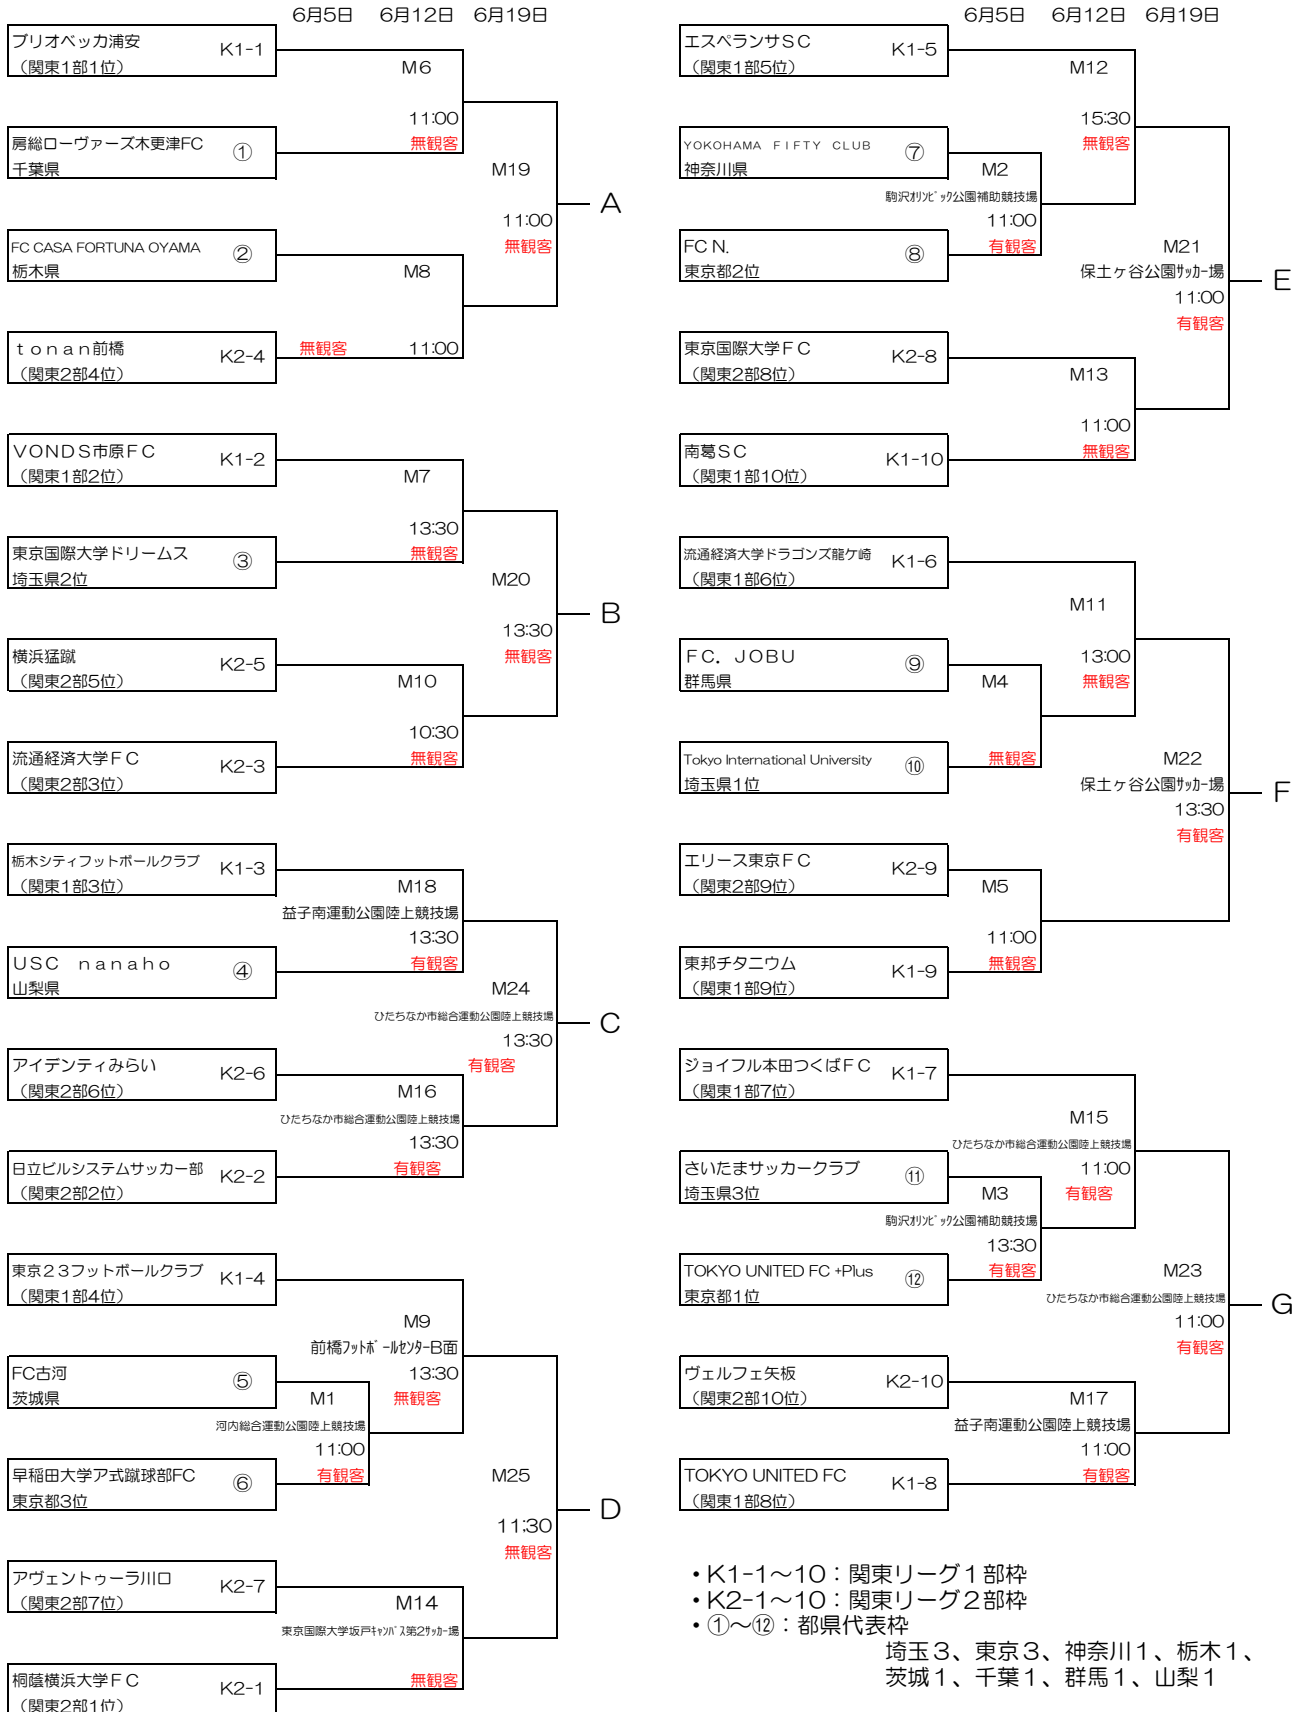 6月5日 6月12日 6月19日
ブリオベッカ浦安 K1-1
（関東1部1位）
M6
11:00
無観客
房総ローヴァーズ木更津FC ①
千葉県
M19
11:00
無観客
A
FC CASA FORTUNA OYAMA ②
栃木県
M8
ｔｏｎａｎ前橋 K2-4
（関東2部4位）
無観客 11:00
ＶＯＮＤＳ市原ＦＣ K1-2
（関東1部2位）
M7
13:30
無観客
東京国際大学ドリームス ③
埼玉県2位
M20
13:30
無観客
B
横浜猛蹴 K2-5
（関東2部5位）
M10
10:30
無観客
流通経済大学ＦＣ K2-3
（関東2部3位）
栃木シティフットボールクラブ K1-3
（関東1部3位）
M18
益子南運動公園陸上競技場
13:30
有観客
ＵＳＣ　ｎａｎａｈｏ ④
山梨県
M24
ひたちなか市総合運動公園陸上競技場
13:30
有観客
C
アイデンティみらい K2-6
（関東2部6位）
M16
ひたちなか市総合運動公園陸上競技場
13:30
有観客
日立ビルシステムサッカー部 K2-2
（関東2部2位）
東京２３フットボールクラブ K1-4
（関東1部4位）
M9
前橋ﾌｯﾄﾎﾞｰﾙｾﾝﾀｰB面
13:30
無観客
FC古河 ⑤
茨城県
M1
河内総合運動公園陸上競技場
11:00
有観客
早稲田大学ア式蹴球部FC ⑥
東京都3位
M25
11:30
無観客
D
アヴェントゥーラ川口 K2-7
（関東2部7位）
M14
東京国際大学坂戸ｷｬﾝﾊﾟｽ第2ｻｯｶｰ場
無観客
桐蔭横浜大学ＦＣ K2-1
（関東2部1位）
6月5日 6月12日 6月19日
エスペランサＳＣ K1-5
（関東1部5位）
M12
15:30
無観客
ＹＯＫＯＨＡＭＡ　ＦＩＦＴＹ　ＣＬＵＢ ⑦
神奈川県
M2
駒沢ｵﾘﾝﾋﾟｯｸ公園補助競技場
11:00
有観客
FC N. ⑧
東京都2位
M21
保土ヶ谷公園ｻｯｶｰ場
11:00
有観客
E
東京国際大学ＦＣ K2-8
（関東2部8位）
M13
11:00
無観客
南葛ＳＣ K1-10
（関東1部10位）
流通経済大学ドラゴンズ龍ケ崎 K1-6
（関東1部6位）
M11
13:00
無観客
ＦＣ．ＪＯＢＵ ⑨
群馬県
M4
無観客
Tokyo International University ⑩
埼玉県1位
M22
保土ヶ谷公園ｻｯｶｰ場
13:30
有観客
F
エリース東京ＦＣ K2-9
（関東2部9位）
M5
11:00
無観客
東邦チタニウム K1-9
（関東1部9位）
ジョイフル本田つくばＦＣ K1-7
（関東1部7位）
M15
ひたちなか市総合運動公園陸上競技場
11:00
有観客
さいたまサッカークラブ ⑪
埼玉県3位
M3
駒沢ｵﾘﾝﾋﾟｯｸ公園補助競技場
13:30
有観客
TOKYO UNITED FC +Plus ⑫
東京都1位
M23
ひたちなか市総合運動公園陸上競技場
11:00
有観客
G
ヴェルフェ矢板 K2-10
（関東2部10位）
M17
益子南運動公園陸上競技場
11:00
有観客
TOKYO UNITED FC K1-8
（関東1部8位）
・K1-1～10：関東リーグ１部枠
・K2-1～10：関東リーグ２部枠
・①～⑫：都県代表枠
埼玉３、東京３、神奈川１、栃木１、
茨城１、千葉１、群馬１、山梨１